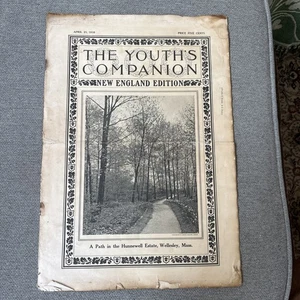 PRICE FIVE CENTS
THE YOUTH'S
COMPANION
NEW ENGLAND EDITION
A Path in the Hunnewell Estate, Wellesley, Mass.